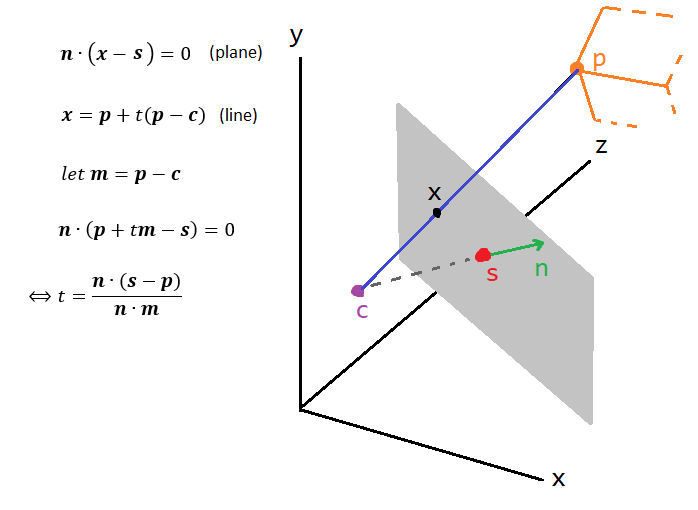 n · (x − s) = 0 (plane)
x = p + t(p − c) (line)
let m = p − c
n · (p + tm − s) = 0
⟺ t = n · (s − p) / n · m
y
p
z
x
s
n
c
x